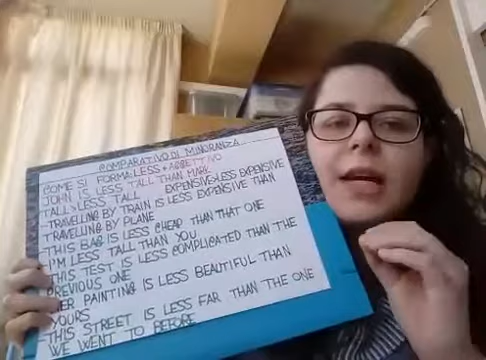 COMPARATIVO DI MINORANZA
COME SI FORMA: LESS + AGGETTIVO
JOHN IS LESS TALL THAN MARK
TALL > LESS TALL EXPENSIVE > LESS EXPENSIVE
-TRAVELLING BY TRAIN IS LESS EXPENSIVE THAN
TRAVELLING BY PLANE
-THIS BAG IS LESS CHEAP THAN THAT ONE
-I'M LESS TALL THAN YOU
-THIS TEST IS LESS COMPLICATED THAN THE
PREVIOUS ONE
-HER PAINTING IS LESS BEAUTIFUL THAN
YOURS
-THIS STREET IS LESS FAR THAN THE ONE
WE WENT TO BEFORE